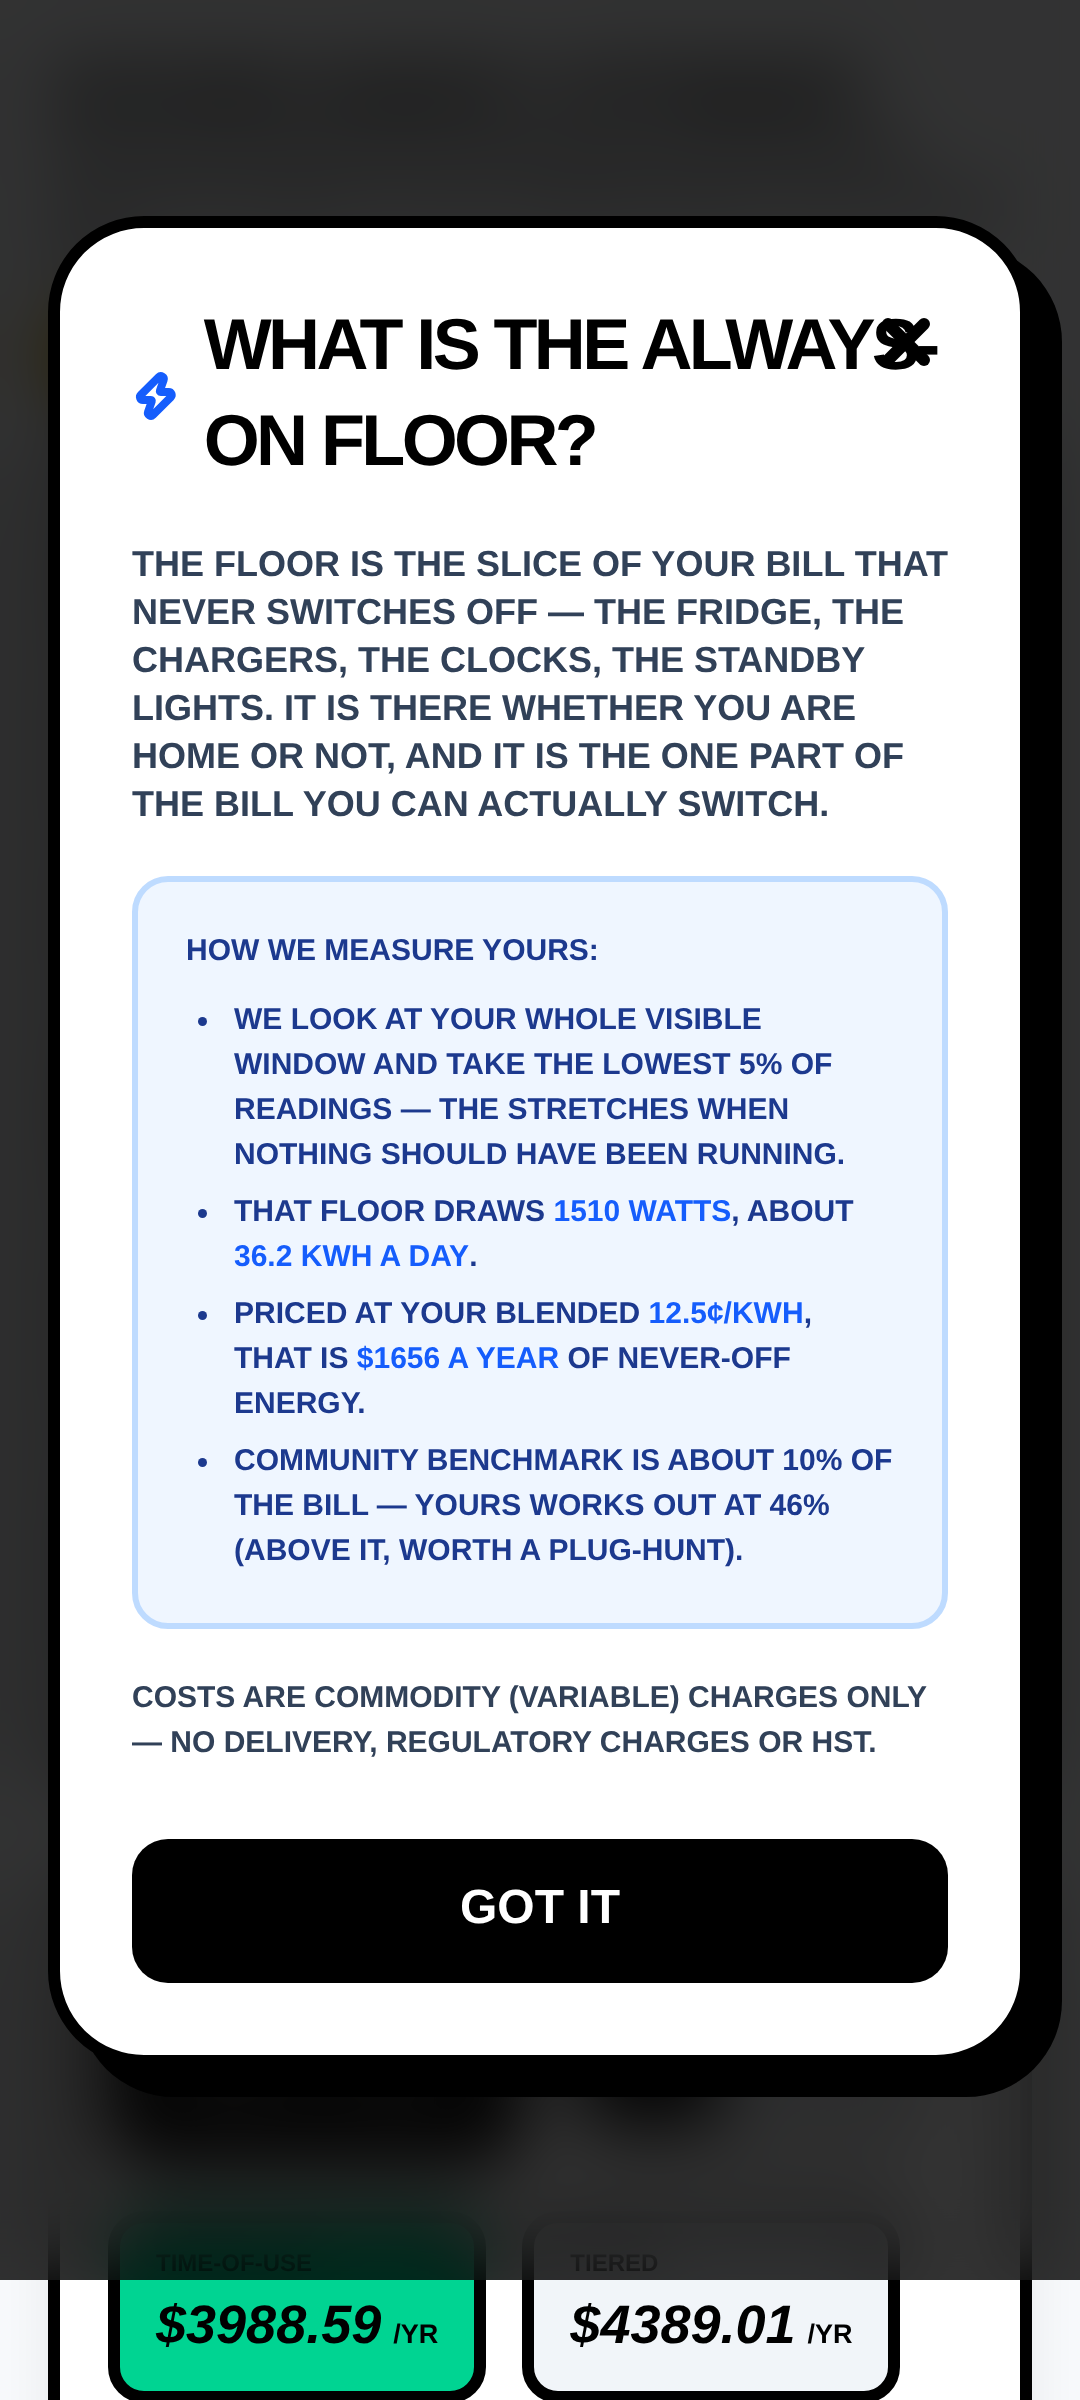 WHAT IS THE ALWAYS-
ON FLOOR?
THE FLOOR IS THE SLICE OF YOUR BILL THAT
NEVER SWITCHES OFF — THE FRIDGE, THE
CHARGERS, THE CLOCKS, THE STANDBY
LIGHTS. IT IS THERE WHETHER YOU ARE
HOME OR NOT, AND IT IS THE ONE PART OF
THE BILL YOU CAN ACTUALLY SWITCH.
HOW WE MEASURE YOURS:
• WE LOOK AT YOUR WHOLE VISIBLE
WINDOW AND TAKE THE LOWEST 5% OF
READINGS — THE STRETCHES WHEN
NOTHING SHOULD HAVE BEEN RUNNING.
• THAT FLOOR DRAWS 1510 WATTS, ABOUT
36.2 KWH A DAY.
• PRICED AT YOUR BLENDED 12.5¢/KWH,
THAT IS $1656 A YEAR OF NEVER-OFF
ENERGY.
• COMMUNITY BENCHMARK IS ABOUT 10% OF
THE BILL — YOURS WORKS OUT AT 46%
(ABOVE IT, WORTH A PLUG-HUNT).
COSTS ARE COMMODITY (VARIABLE) CHARGES ONLY
— NO DELIVERY, REGULATORY CHARGES OR HST.
GOT IT
TIME-OF-USE
$3988.59 /YR
TIERED
$4389.01 /YR